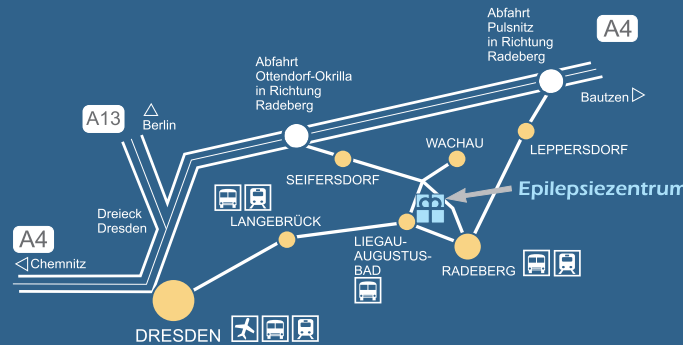 Abfahrt
Pulsnitz
in Richtung
Radeberg
A4
Abfahrt
Ottendorf-Okrilla
in Richtung
Radeberg
Bautzen
A13
Berlin
WACHAU
LEPPERSDORF
SEIFERSDORF
Epilepsiezentrum
Dreieck
Dresden
LANGEBRÜCK
A4
Chemnitz
LIEGAU-
AUGUSTUS-
BAD
RADEBERG
DRESDEN